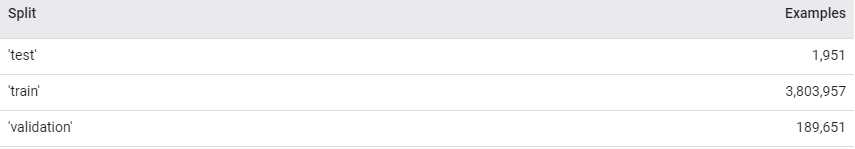 Split Examples
'test' 1,951
'train' 3,803,957
'validation' 189,651